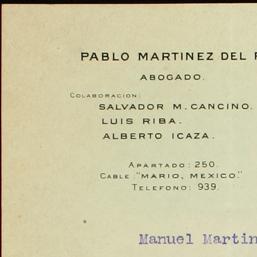 PABLO MARTINEZ DEL
ABOGADO.
COLABORACION:
SALVADOR M. CANCINO.
LUIS RIBA.
ALBERTO ICAZA.
APARTADO: 250.
CABLE "MARIO, MEXICO."
TELEFONO: 939.
Manuel Martin